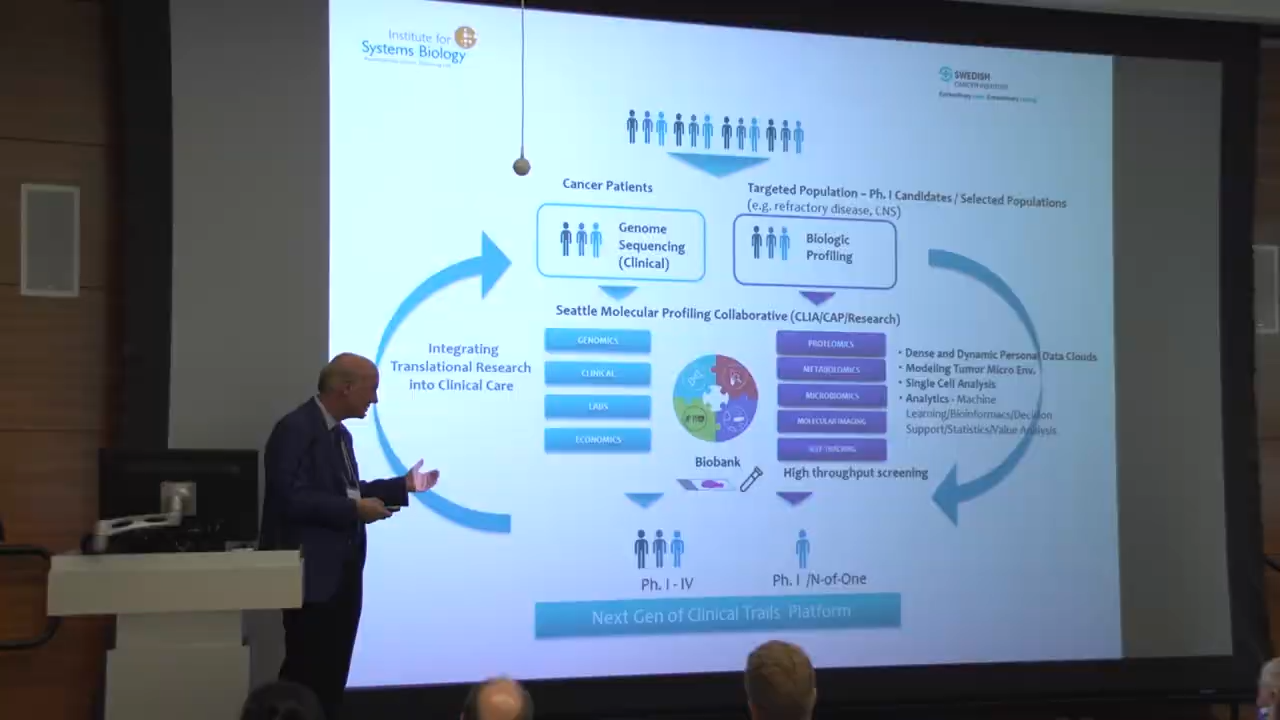 Institute for
Systems Biology
SWEDISH
CANCER INSTITUTE
Cancer Patients
Targeted Population – Ph. I Candidates / Selected Populations
(e.g. refractory disease, CNS)
Genome
Sequencing
(Clinical)
Biologic
Profiling
Seattle Molecular Profiling Collaborative (CLIA/CAP/Research)
GENOMICS
CLINICAL
LABS
ECONOMICS
PROTEOMICS
METABOLOMICS
MICROBIOMICS
MOLECULAR IMAGING
SELF-TRACKING
Integrating
Translational Research
into Clinical Care
• Dense and Dynamic Personal Data Clouds
• Modeling Tumor Micro Env.
• Single Cell Analysis
• Analytics - Machine
Learning/Bioinformacs/Decision
Support/Statistics/Value Analysis
Biobank
High throughput screening
Ph. I - IV
Ph. I /N-of-One
Next Gen of Clinical Trails Platform